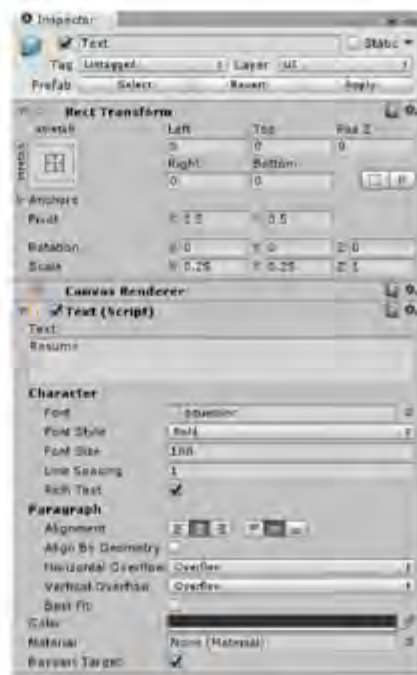 Inspector
Text Static
Tag Untagged Layer UI
Prefab Select Revert Apply
Rect Transform
stretch Left Top Pos Z
0 0 0
stretch Right Bottom
0 0 R
Anchors
Pivot X 0.5 Y 0.5
Rotation X 0 Y 0 Z 0
Scale X 0.25 Y 0.25 Z 1
Canvas Renderer
Text (Script)
Text
Resume
Character
Font
Font Style Bold
Font Size
Line Spacing 1
Rich Text
Paragraph
Alignment
Align By Geometry
Horizontal Overflow Overflow
Vertical Overflow Overflow
Best Fit
Color
Material None (Material)
Raycast Target